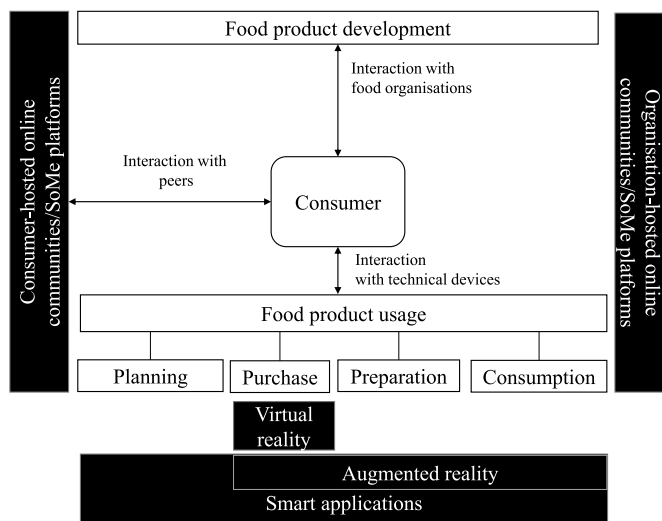 Food product development
Consumer-hosted online
communities/SoMe platforms
Organisation-hosted online
communities/SoMe platforms
Interaction with
food organisations
Interaction with
peers
Consumer
Interaction
with technical devices
Food product usage
Planning
Purchase
Preparation
Consumption
Virtual
reality
Augmented reality
Smart applications